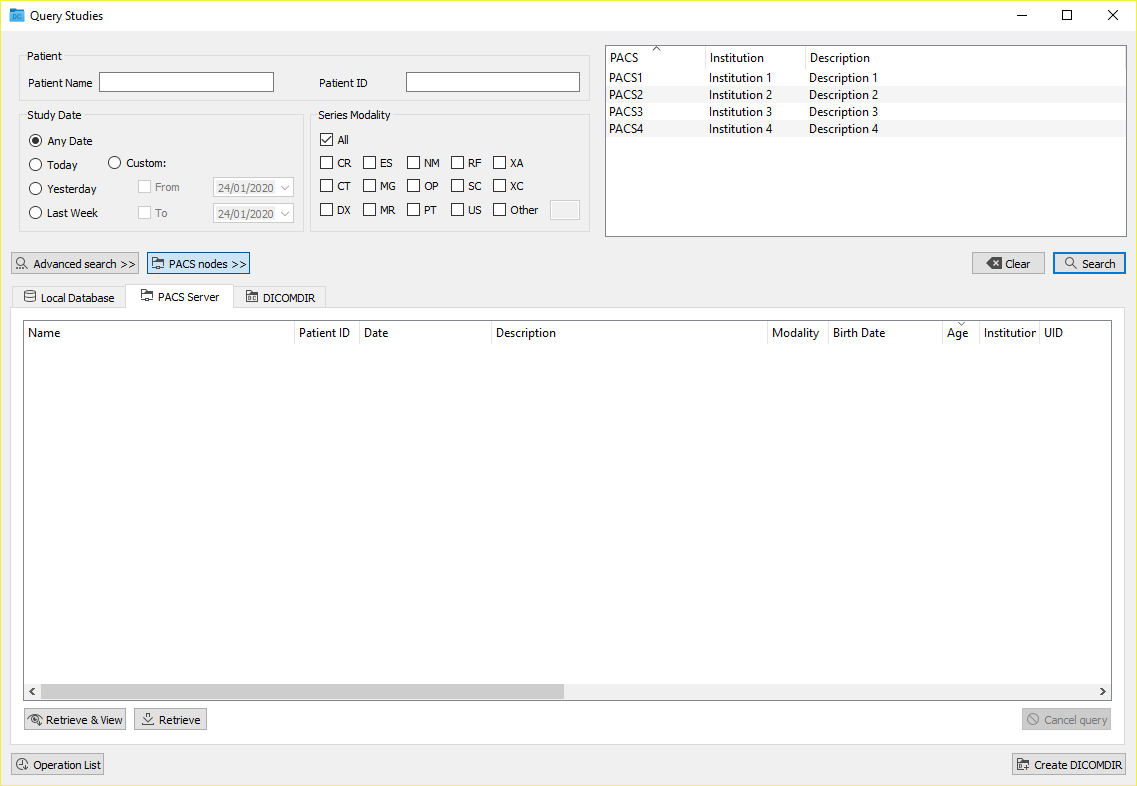 Query Studies
Patient
Patient Name
Patient ID
Study Date
Any Date
Today
Custom:
Yesterday
From
24/01/2020
Last Week
To
24/01/2020
Series Modality
All
CR ES NM RF XA
CT MG OP SC XC
DX MR PT US Other
PACS Institution Description
PACS1 Institution 1 Description 1
PACS2 Institution 2 Description 2
PACS3 Institution 3 Description 3
PACS4 Institution 4 Description 4
Advanced search >>
PACS nodes >>
Clear
Search
Local Database
PACS Server
DICOMDIR
Name Patient ID Date Description Modality Birth Date Age Institution UID
Retrieve & View
Retrieve
Cancel query
Operation List
Create DICOMDIR